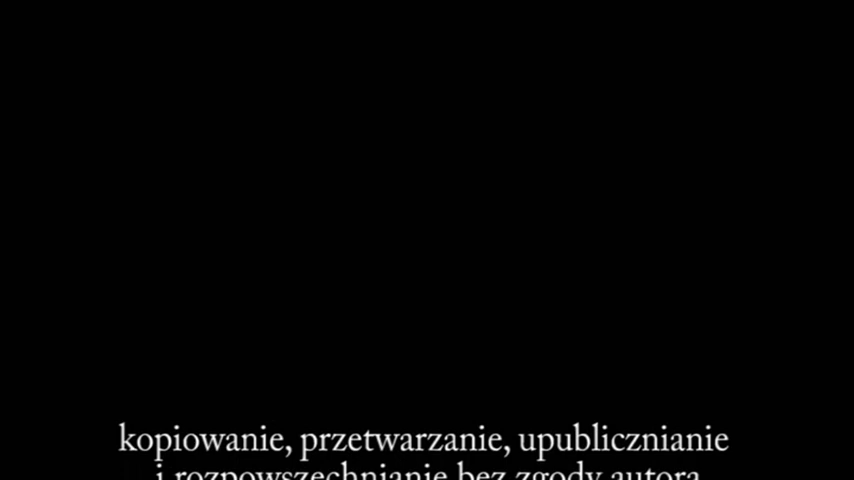 kopiowanie, przetwarzanie, upublicznianie
i rozpowszechnianie bez zgody autora